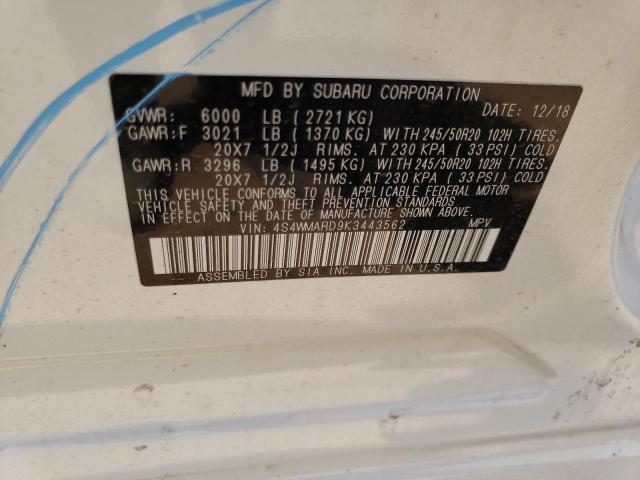 MFD BY SUBARU CORPORATION
DATE: 12/18
GVWR: 6000 LB ( 2721 KG)
GAWR:F 3021 LB ( 1370 KG) WITH 245/50R20 102H TIRES.
20X7 1/2J RIMS. AT 230 KPA ( 33 PSI) COLD
GAWR:R 3296 LB ( 1495 KG) WITH 245/50R20 102H TIRES.
20X7 1/2J RIMS. AT 230 KPA ( 33 PSI) COLD
THIS VEHICLE CONFORMS TO ALL APPLICABLE FEDERAL MOTOR
VEHICLE SAFETY AND THEFT PREVENTION STANDARDS
IN EFFECT ON THE DATE OF MANUFACTURE SHOWN ABOVE.
VIN: 4S4WMARD9K3443562 MPV
ASSEMBLED BY SIA INC. MADE IN U.S.A.